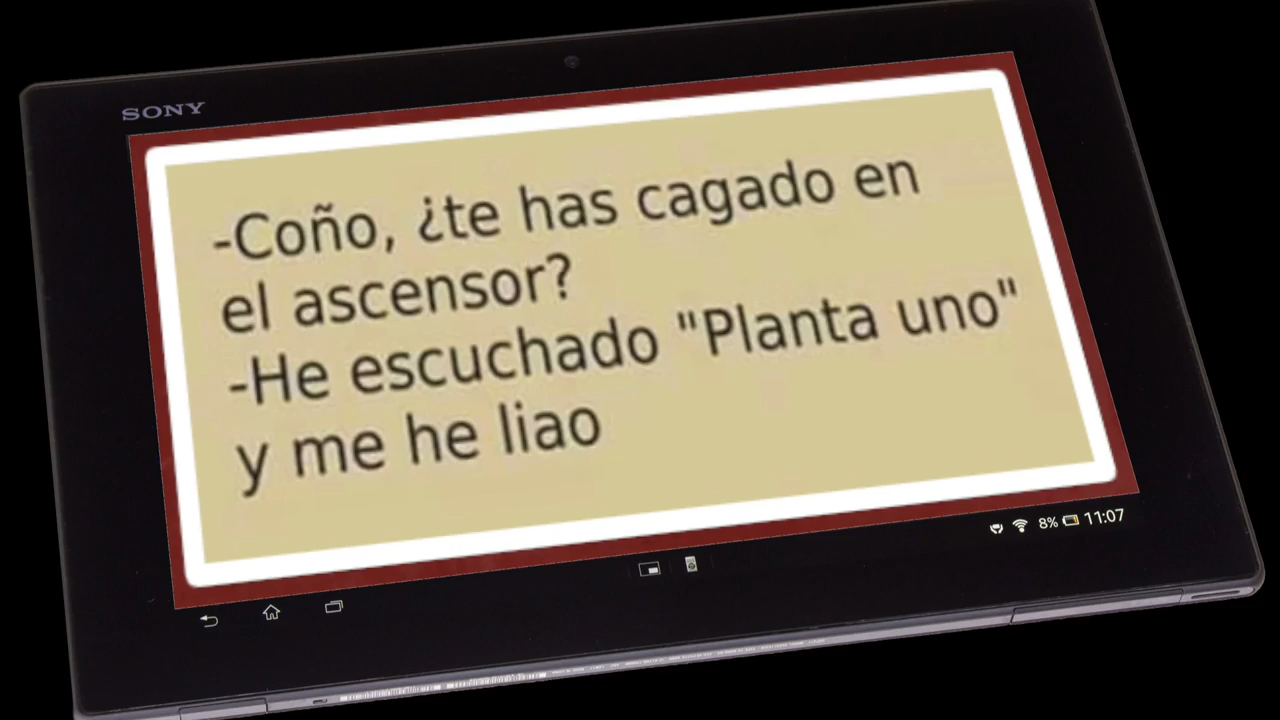 SONY
-Coño, ¿te has cagado en
el ascensor?
-He escuchado "Planta uno"
y me he liao
8% 11:07